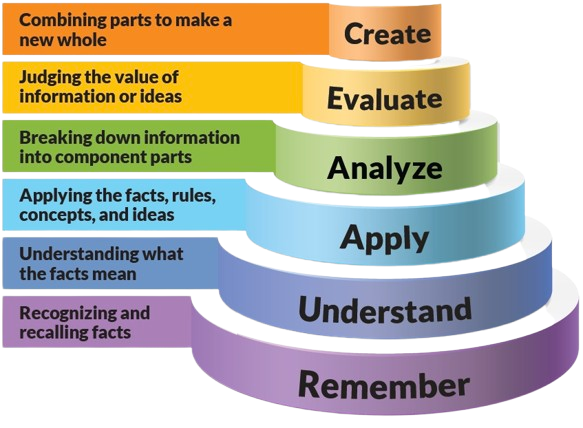 Combining parts to make a
new whole
Create
Judging the value of
information or ideas
Evaluate
Breaking down information
into component parts
Analyze
Applying the facts, rules,
concepts, and ideas
Apply
Understanding what
the facts mean
Understand
Recognizing and
recalling facts
Remember